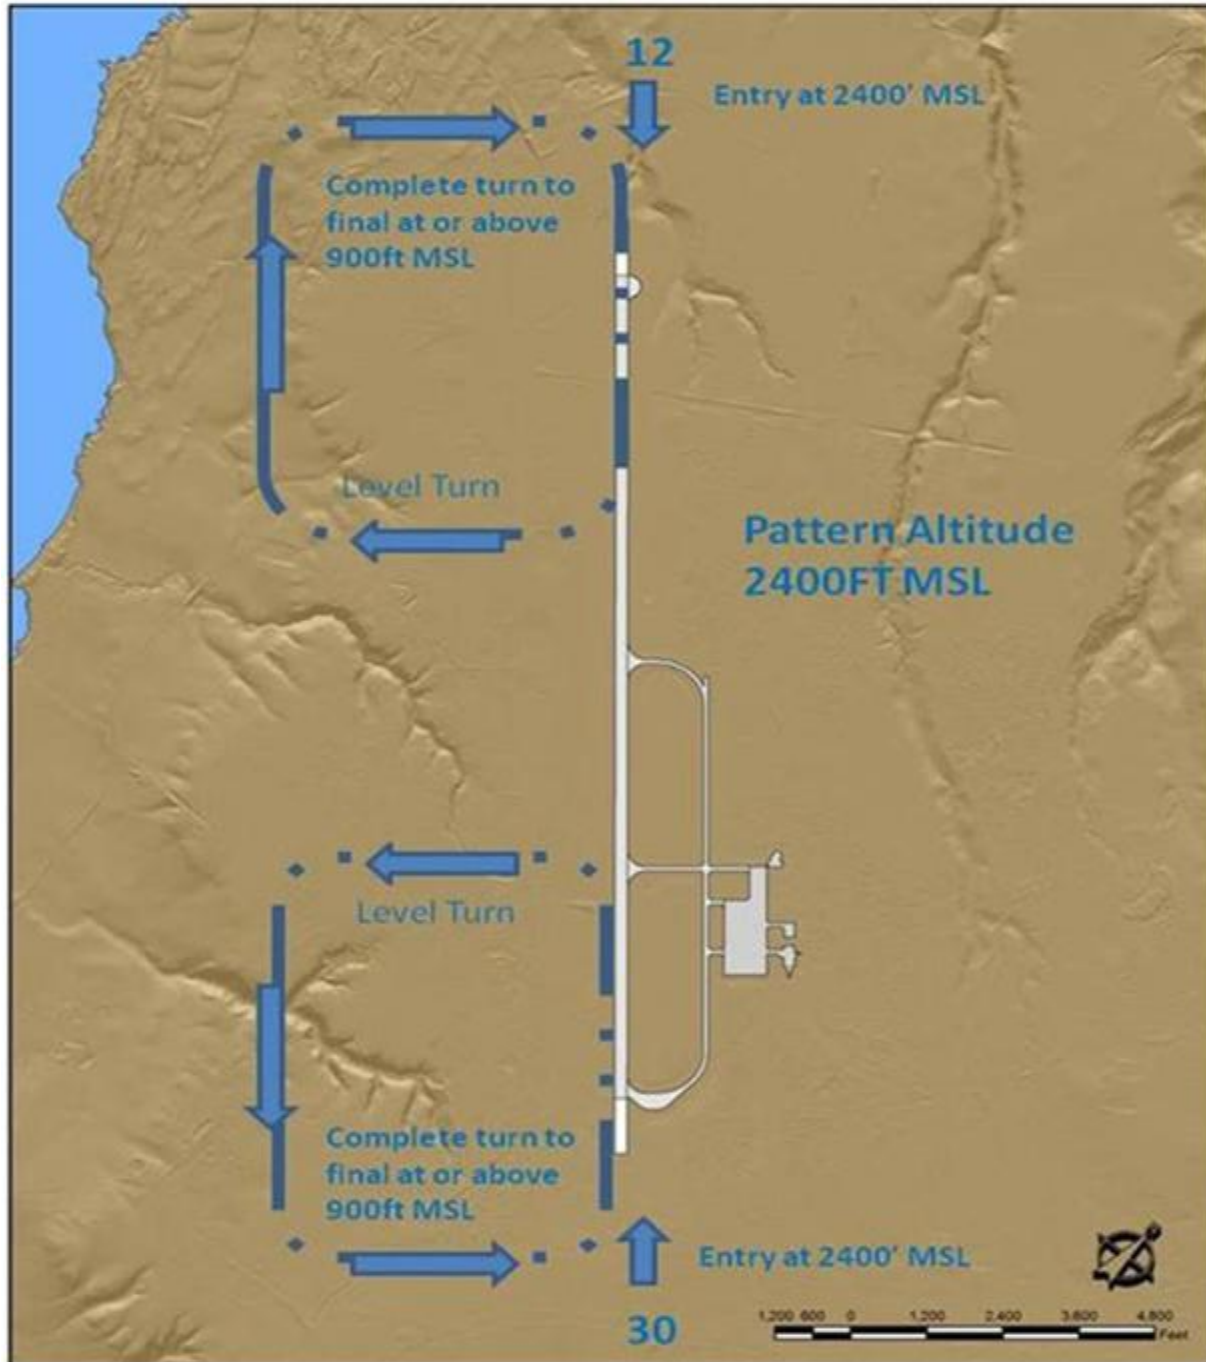 12
Entry at 2400' MSL
Complete turn to
final at or above
900ft MSL
Level Turn
Pattern Altitude
2400FT MSL
Level Turn
Complete turn to
final at or above
900ft MSL
Entry at 2400' MSL
30
1,200 600 0 1,200 2,400 3,600 4,800
Feet